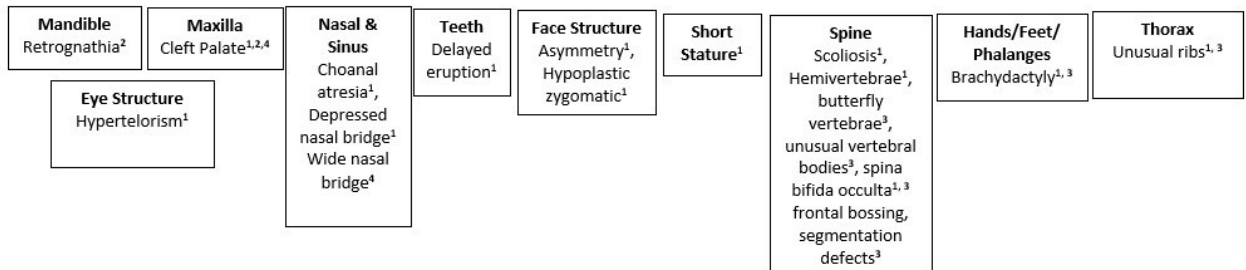 Mandible
Retrognathia²
Maxilla
Cleft Palate¹,²,⁴
Nasal &
Sinus
Choanal
atresia¹,
Depressed
nasal bridge¹
Wide nasal
bridge⁴
Teeth
Delayed
eruption¹
Face Structure
Asymmetry¹,
Hypoplastic
zygomatic¹
Short
Stature¹
Spine
Scoliosis¹,
Hemivertebrae¹,
butterfly
vertebrae³,
unusual vertebral
bodies³, spina
bifida occulta¹, ³
frontal bossing,
segmentation
defects³
Hands/Feet/
Phalanges
Brachydactyly¹, ³
Thorax
Unusual ribs¹, ³
Eye Structure
Hypertelorism¹